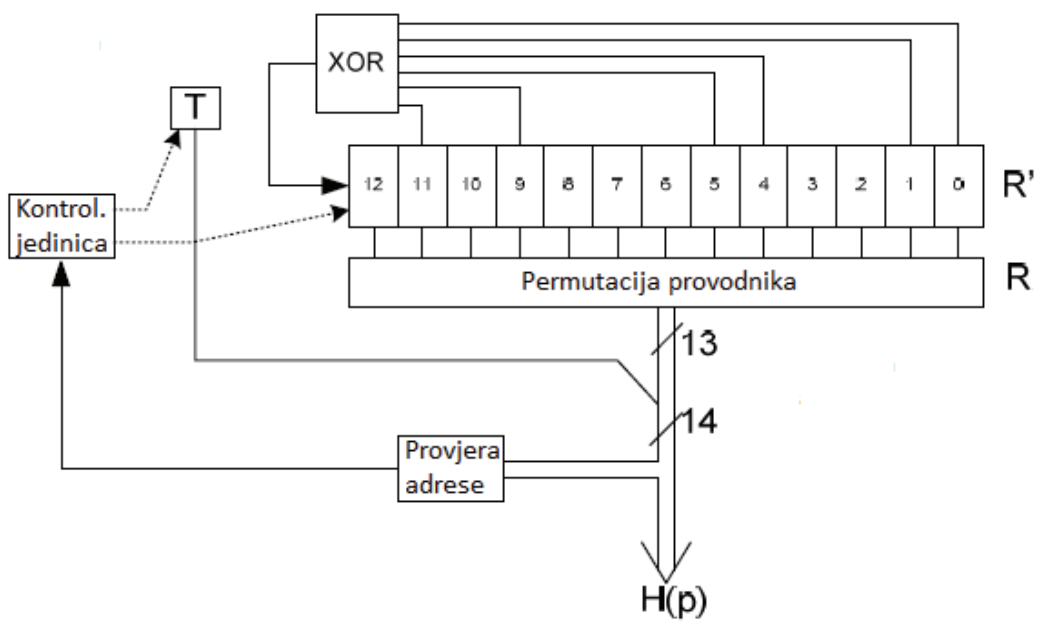 XOR
T
12 11 10 9 8 7 6 5 4 3 2 1 0
R'
Kontrol.
jedinica
Permutacija provodnika
R
13
14
Provjera
adrese
H(p)